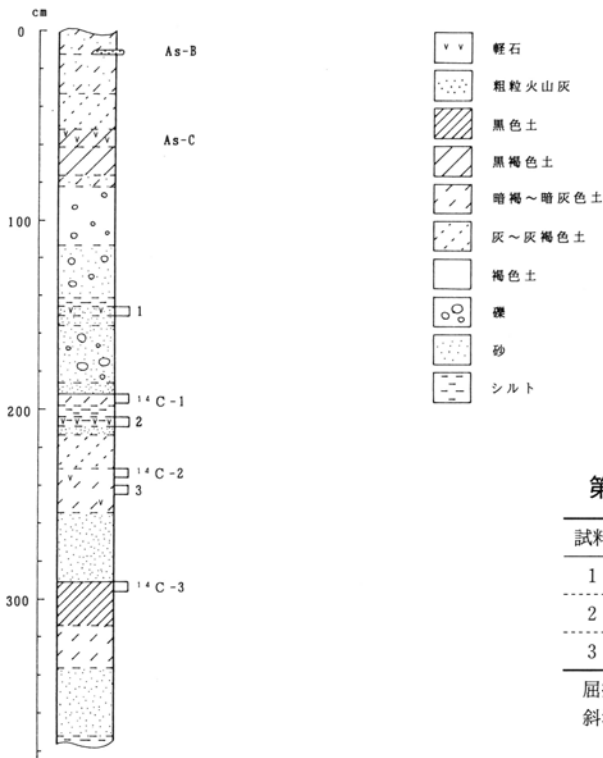 cm
0
As-B
As-C
100
1
¹⁴C-1
200
2
¹⁴C-2
3
¹⁴C-3
300
軽石
粗粒火山灰
黒色土
黒褐色土
暗褐～暗灰色土
灰～灰褐色土
褐色土
礫
砂
シルト
第
試料
1
2
3
屈
斜